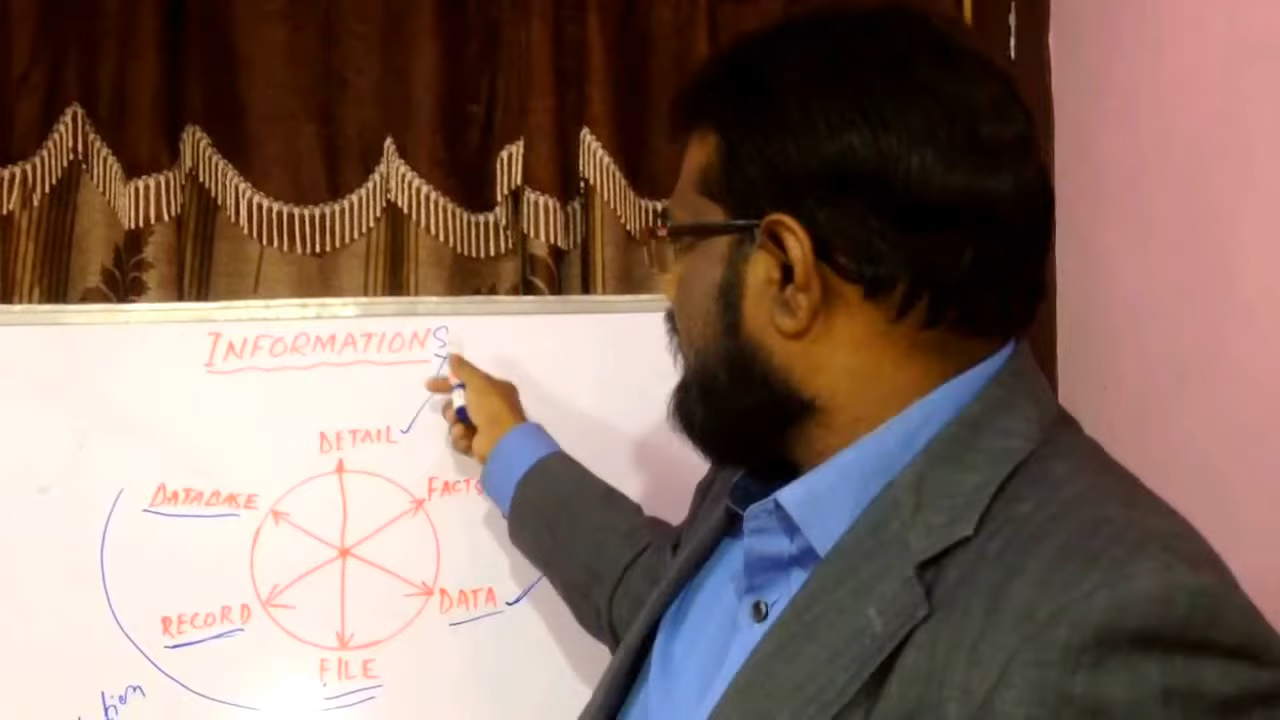 INFORMATIONS
DETAIL
DATABASE
FACTS
RECORD
DATA
FILE